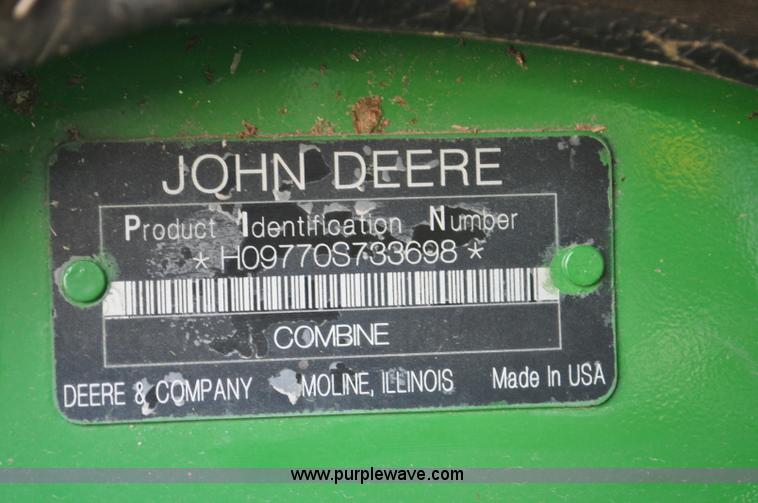 JOHN DEERE
Product Identification Number
* H09770S733698 *
COMBINE
DEERE & COMPANY MOLINE, ILLINOIS Made In USA
www.purplewave.com